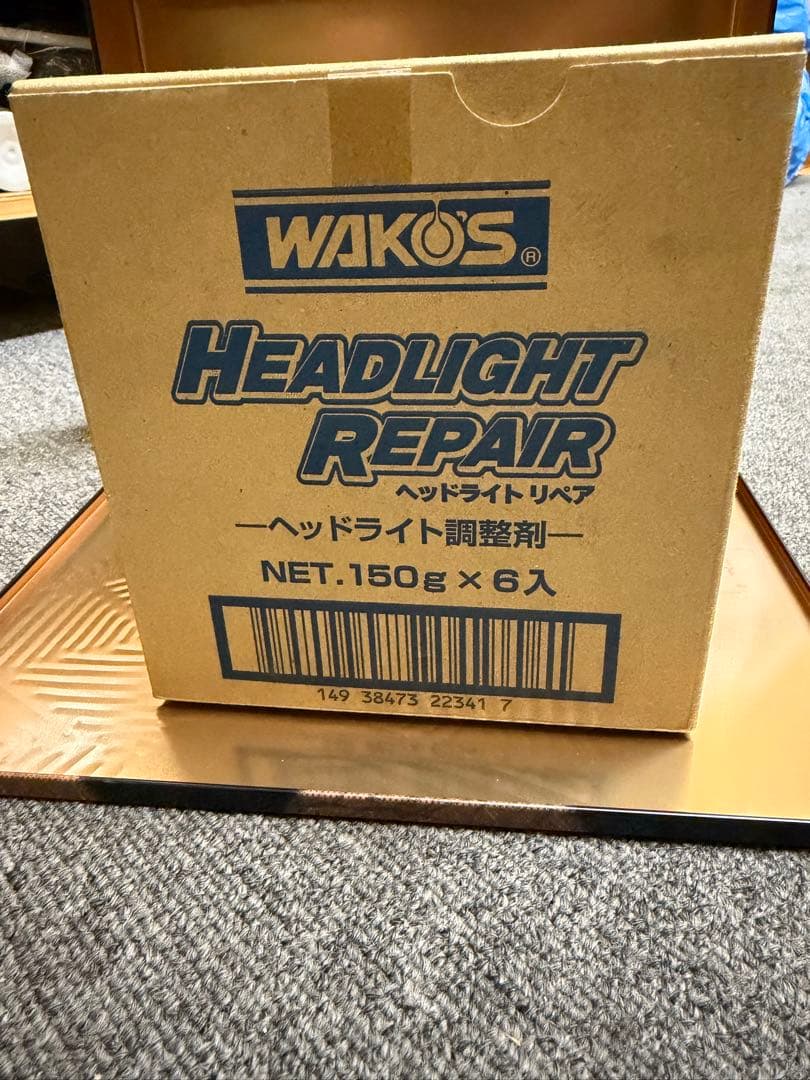 WAKO'S ®
HEADLIGHT
REPAIR
ヘッドライト リペア
―ヘッドライト調整剤―
NET.150g×6入
149 38473 22341 7